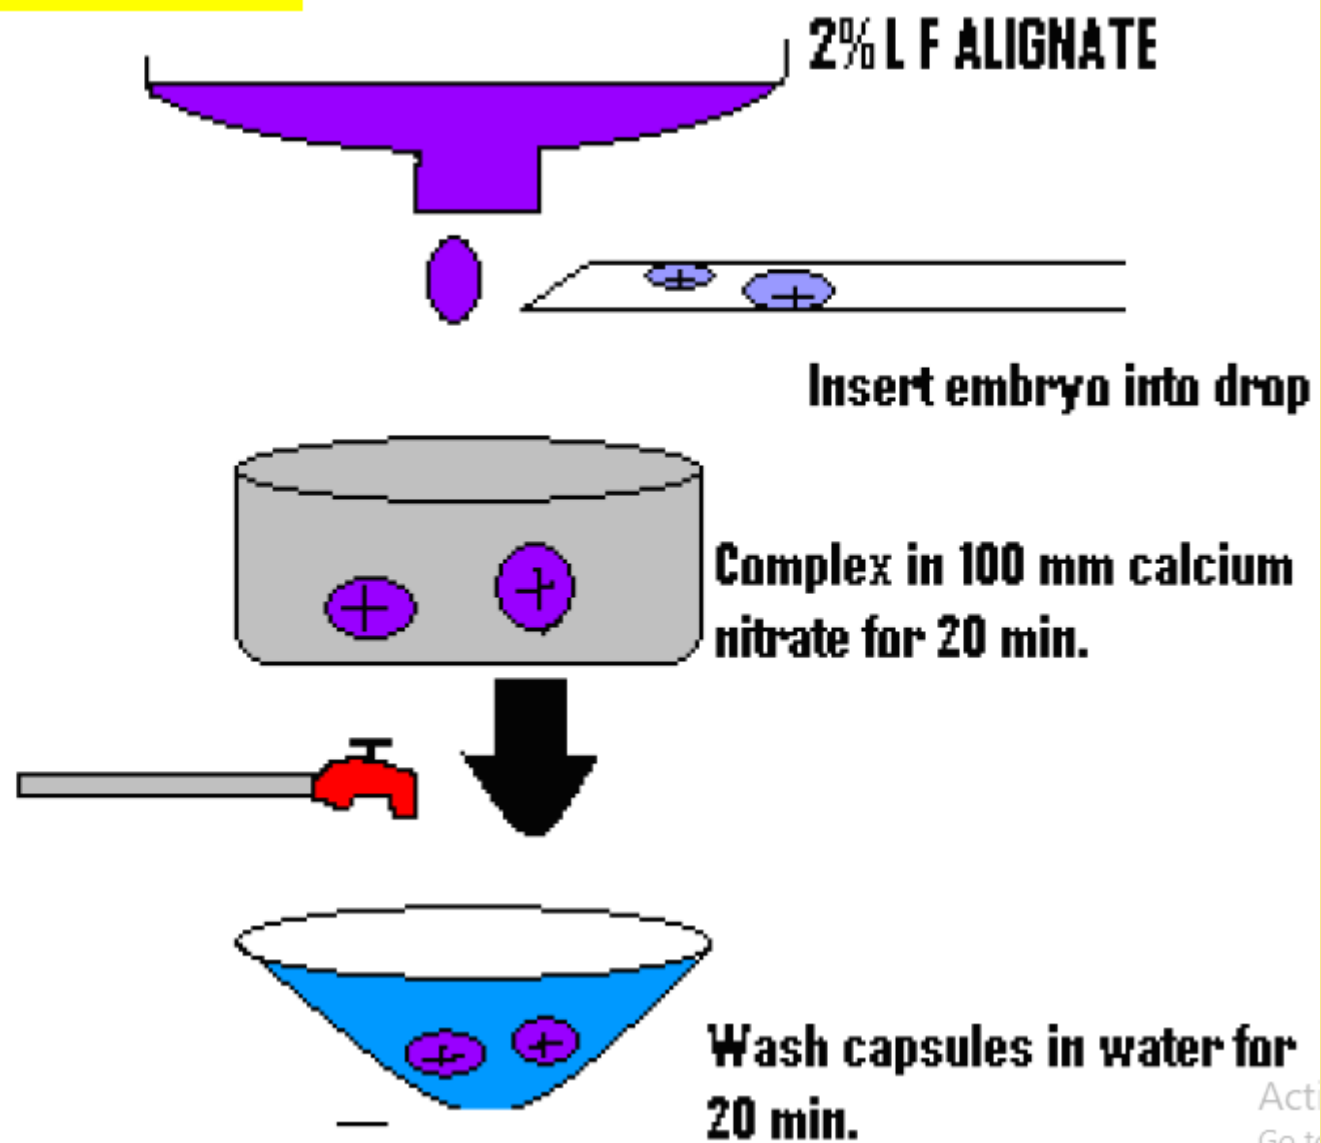 2% L F ALIGNATE
Insert embryo into drop
Complex in 100 mm calcium
nitrate for 20 min.
Wash capsules in water for
20 min.
Acti